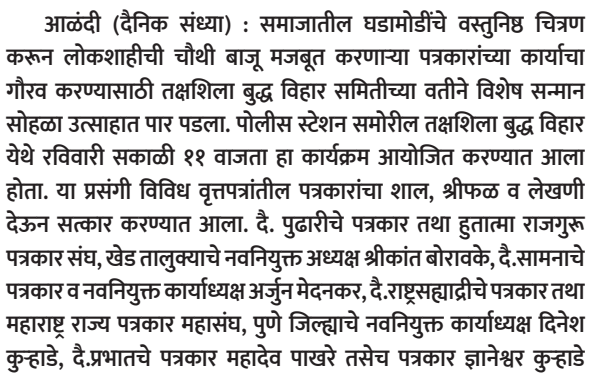 आळंदी (दैनिक संध्या) : समाजातील घडामोडींचे वस्तुनिष्ठ चित्रण
करून लोकशाहीची चौथी बाजू मजबूत करणाऱ्या पत्रकारांच्या कार्याचा
गौरव करण्यासाठी तक्षशिला बुद्ध विहार समितीच्या वतीने विशेष सन्मान
सोहळा उत्साहात पार पडला. पोलीस स्टेशन समोरील तक्षशिला बुद्ध विहार
येथे रविवारी सकाळी ११ वाजता हा कार्यक्रम आयोजित करण्यात आला
होता. या प्रसंगी विविध वृत्तपत्रांतील पत्रकारांचा शाल, श्रीफळ व लेखणी
देऊन सत्कार करण्यात आला. दै. पुढारीचे पत्रकार तथा हुतात्मा राजगुरू
पत्रकार संघ, खेड तालुक्याचे नवनियुक्त अध्यक्ष श्रीकांत बोरावके, दै.सामनाचे
पत्रकार व नवनियुक्त कार्याध्यक्ष अर्जुन मेदनकर, दै.राष्ट्रसह्याद्रीचे पत्रकार तथा
महाराष्ट्र राज्य पत्रकार महासंघ, पुणे जिल्ह्याचे नवनियुक्त कार्याध्यक्ष दिनेश
कुऱ्हाडे, दै.प्रभातचे पत्रकार महादेव पाखरे तसेच पत्रकार ज्ञानेश्वर कुऱ्हाडे